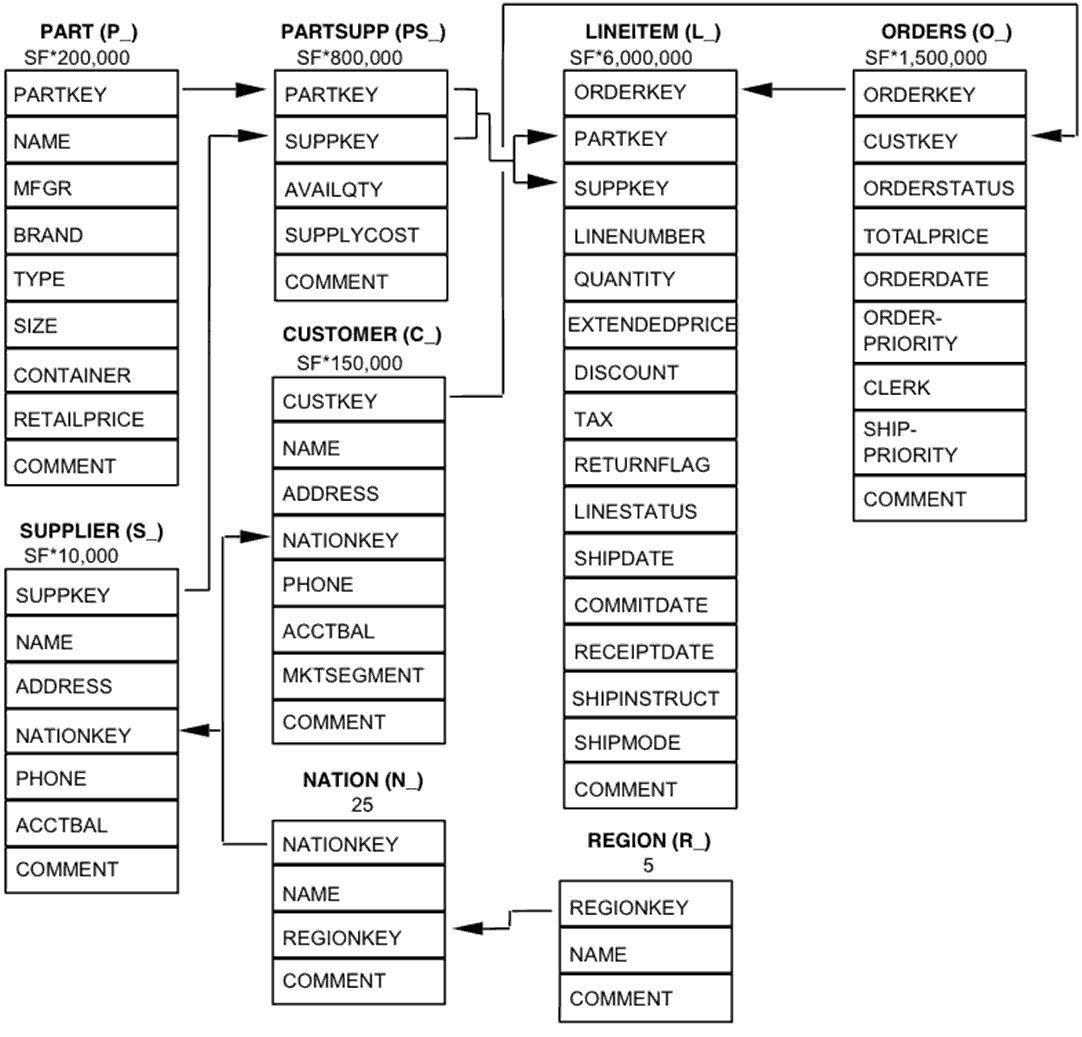 PART (P_)
SF*200,000
PARTKEY
NAME
MFGR
BRAND
TYPE
SIZE
CONTAINER
RETAILPRICE
COMMENT
SUPPLIER (S_)
SF*10,000
SUPPKEY
NAME
ADDRESS
NATIONKEY
PHONE
ACCTBAL
COMMENT
PARTSUPP (PS_)
SF*800,000
PARTKEY
SUPPKEY
AVAILQTY
SUPPLYCOST
COMMENT
CUSTOMER (C_)
SF*150,000
CUSTKEY
NAME
ADDRESS
NATIONKEY
PHONE
ACCTBAL
MKTSEGMENT
COMMENT
NATION (N_)
25
NATIONKEY
NAME
REGIONKEY
COMMENT
LINEITEM (L_)
SF*6,000,000
ORDERKEY
PARTKEY
SUPPKEY
LINENUMBER
QUANTITY
EXTENDEDPRICE
DISCOUNT
TAX
RETURNFLAG
LINESTATUS
SHIPDATE
COMMITDATE
RECEIPTDATE
SHIPINSTRUCT
SHIPMODE
COMMENT
REGION (R_)
5
REGIONKEY
NAME
COMMENT
ORDERS (O_)
SF*1,500,000
ORDERKEY
CUSTKEY
ORDERSTATUS
TOTALPRICE
ORDERDATE
ORDER-
PRIORITY
CLERK
SHIP-
PRIORITY
COMMENT